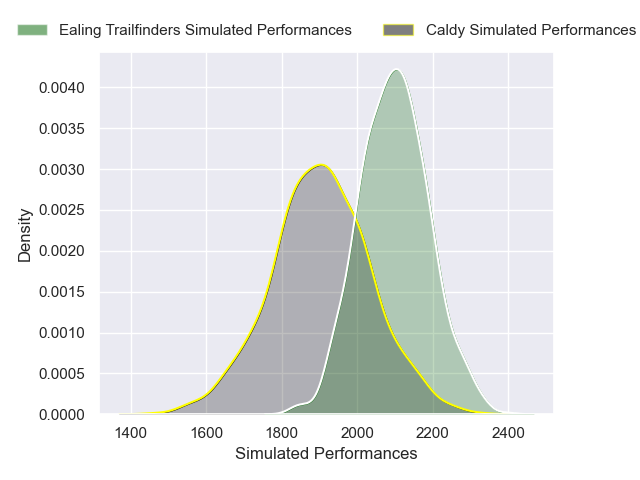 Ealing Trailfinders Simulated Performances
Caldy Simulated Performances
0.0040
0.0035
0.0030
0.0025
0.0020
0.0015
0.0010
0.0005
0.0000
Density
1400 1600 1800 2000 2200 2400
Simulated Performances